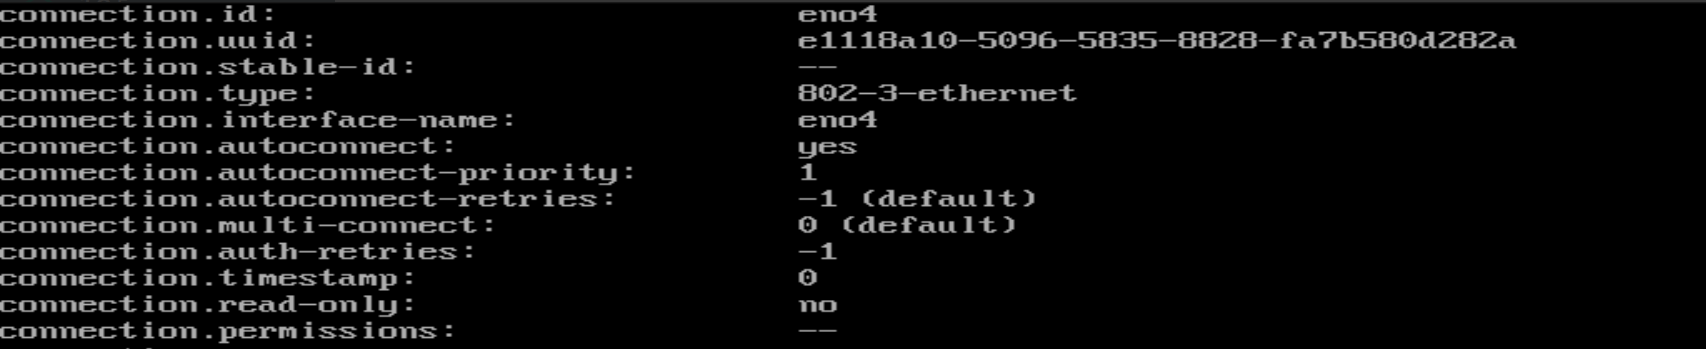 connection.id: eno4
connection.uuid: e1118a10-5096-5835-8828-fa7b580d282a
connection.stable-id: --
connection.type: 802-3-ethernet
connection.interface-name: eno4
connection.autoconnect: yes
connection.autoconnect-priority: 1
connection.autoconnect-retries: -1 (default)
connection.multi-connect: 0 (default)
connection.auth-retries: -1
connection.timestamp: 0
connection.read-only: no
connection.permissions: --